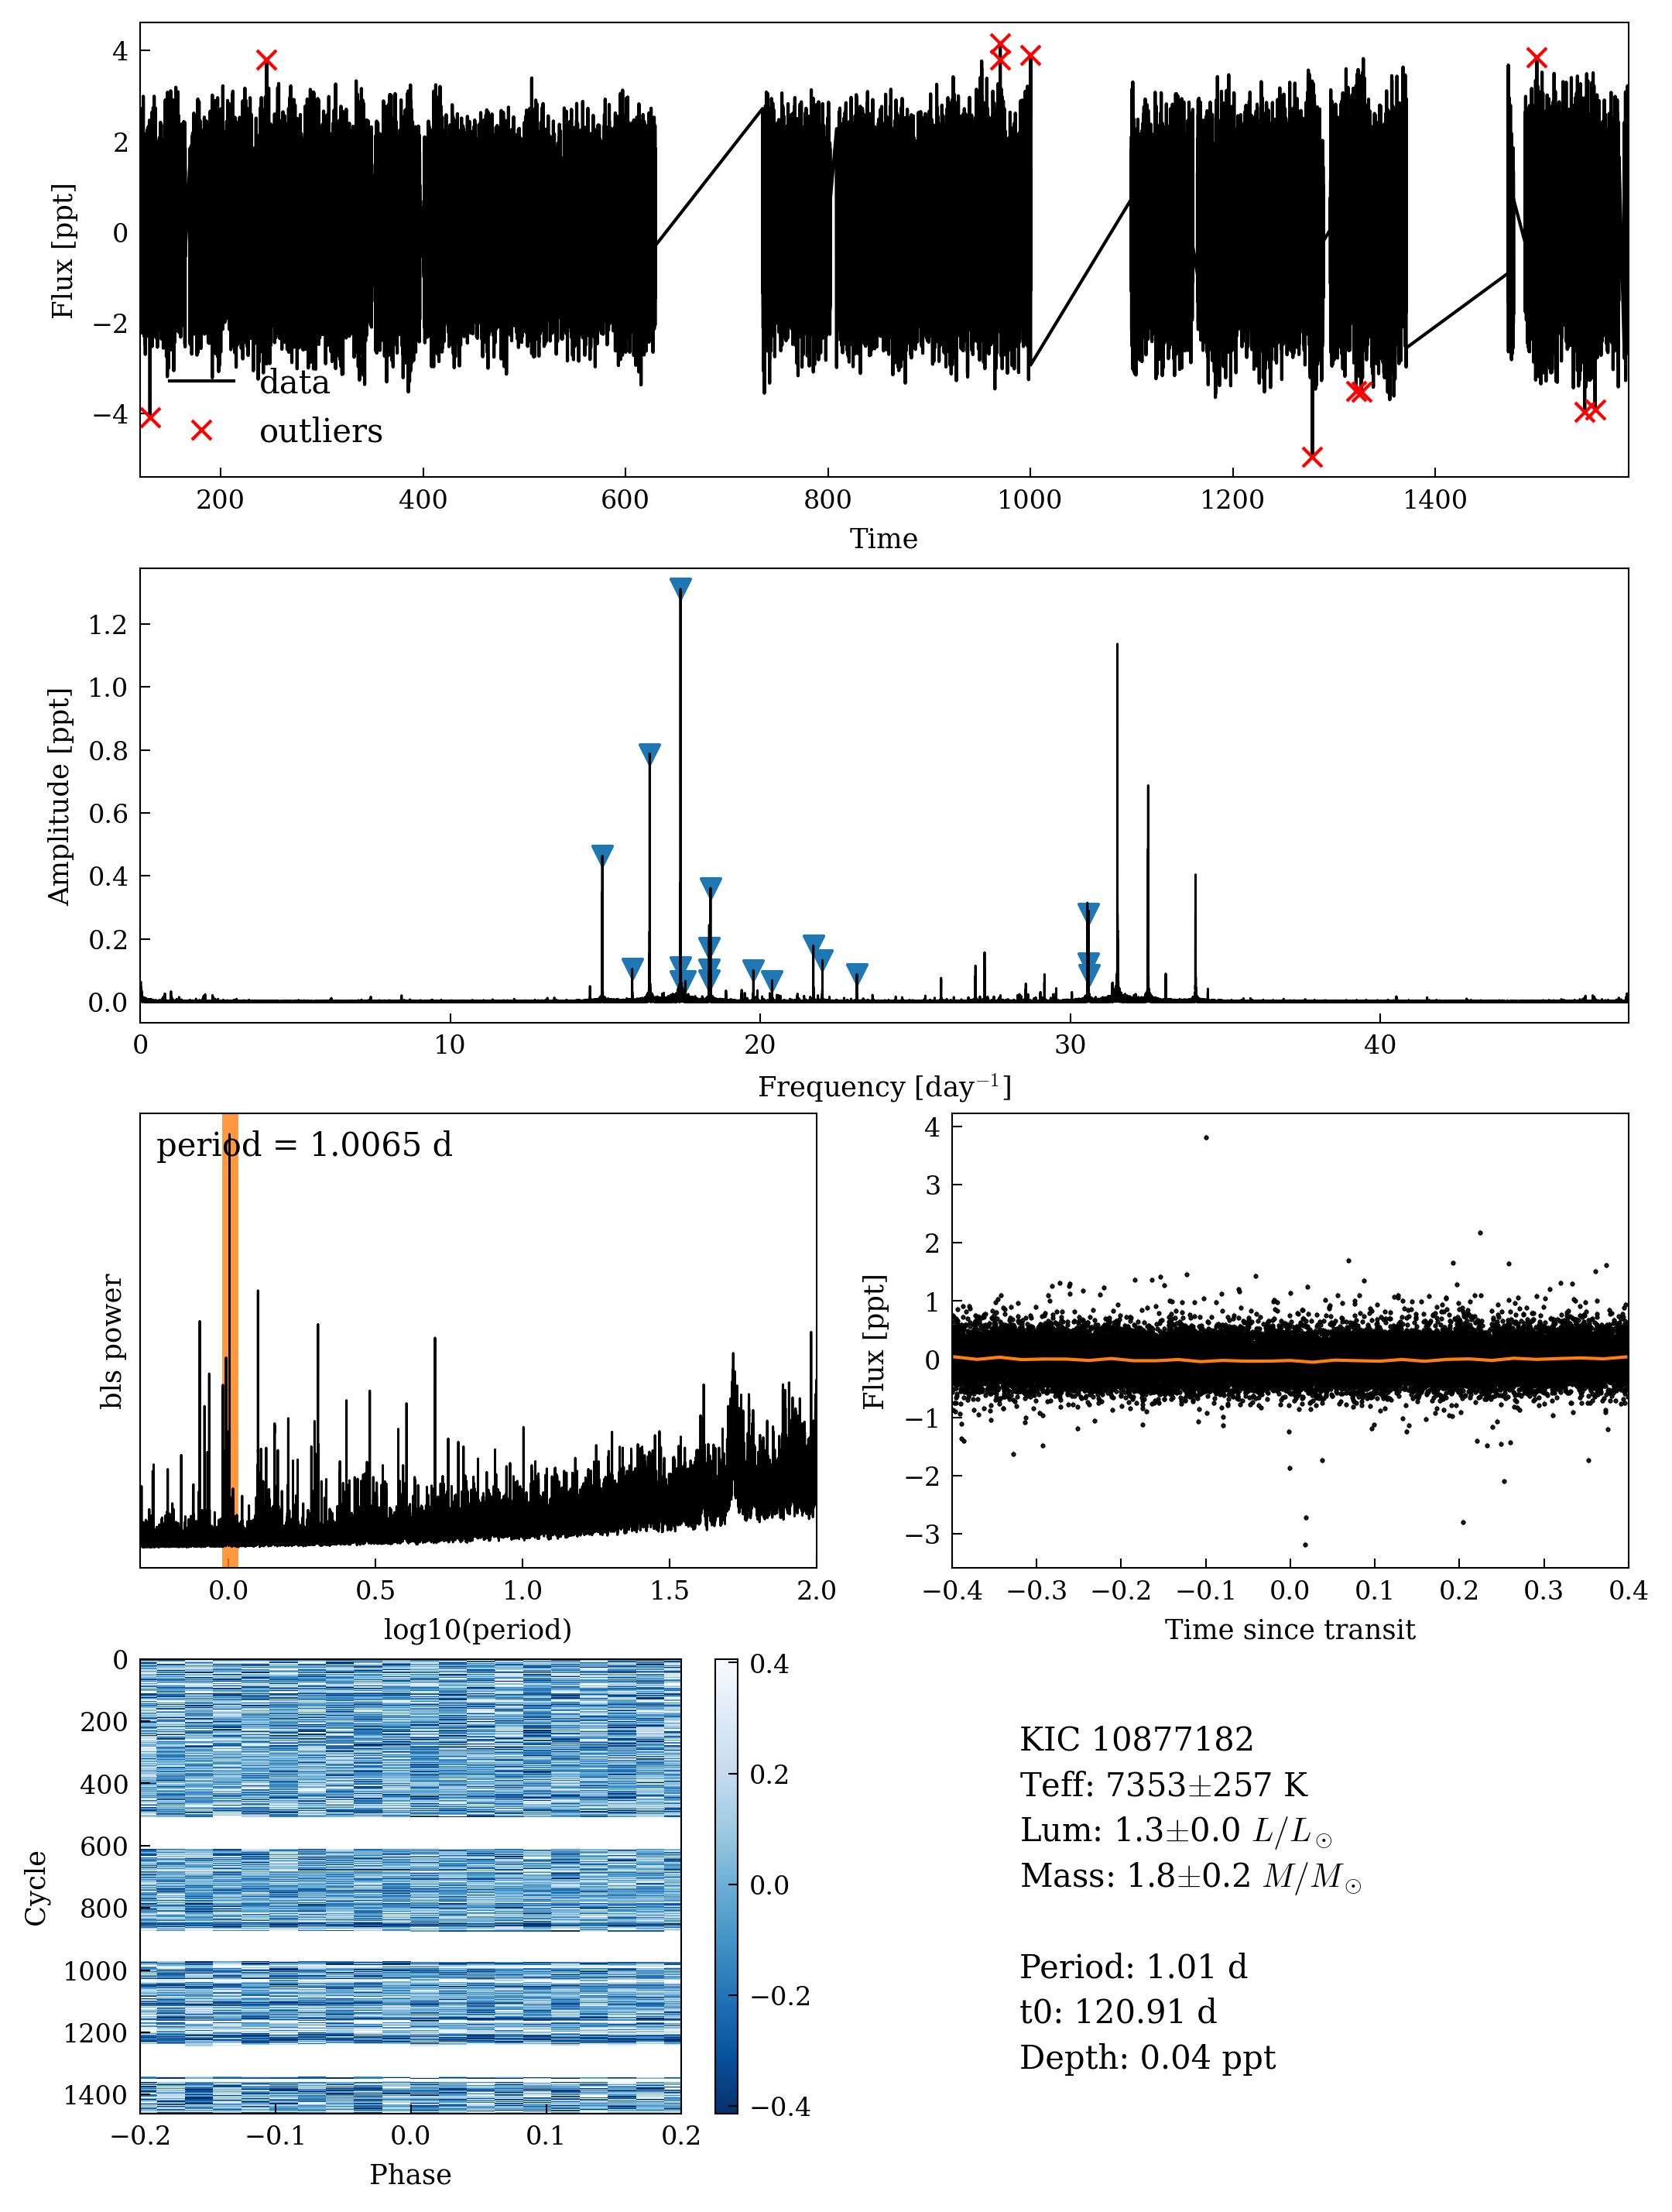 4
2
0
−2
−4
Flux [ppt]
data
outliers
200 400 600 800 1000 1200 1400
Time
1.2
1.0
0.8
0.6
0.4
0.2
0.0
Amplitude [ppt]
0 10 20 30 40
Frequency [day⁻¹]
period = 1.0065 d
bls power
0.0 0.5 1.0 1.5 2.0
log10(period)
4
3
2
1
0
−1
−2
−3
Flux [ppt]
−0.4 −0.3 −0.2 −0.1 0.0 0.1 0.2 0.3 0.4
Time since transit
0
200
400
600
800
1000
1200
1400
Cycle
−0.2 −0.1 0.0 0.1 0.2
Phase
0.4
0.2
0.0
−0.2
−0.4
KIC 10877182
Teff: 7353±257 K
Lum: 1.3±0.0 L/L☉
Mass: 1.8±0.2 M/M☉
Period: 1.01 d
t0: 120.91 d
Depth: 0.04 ppt